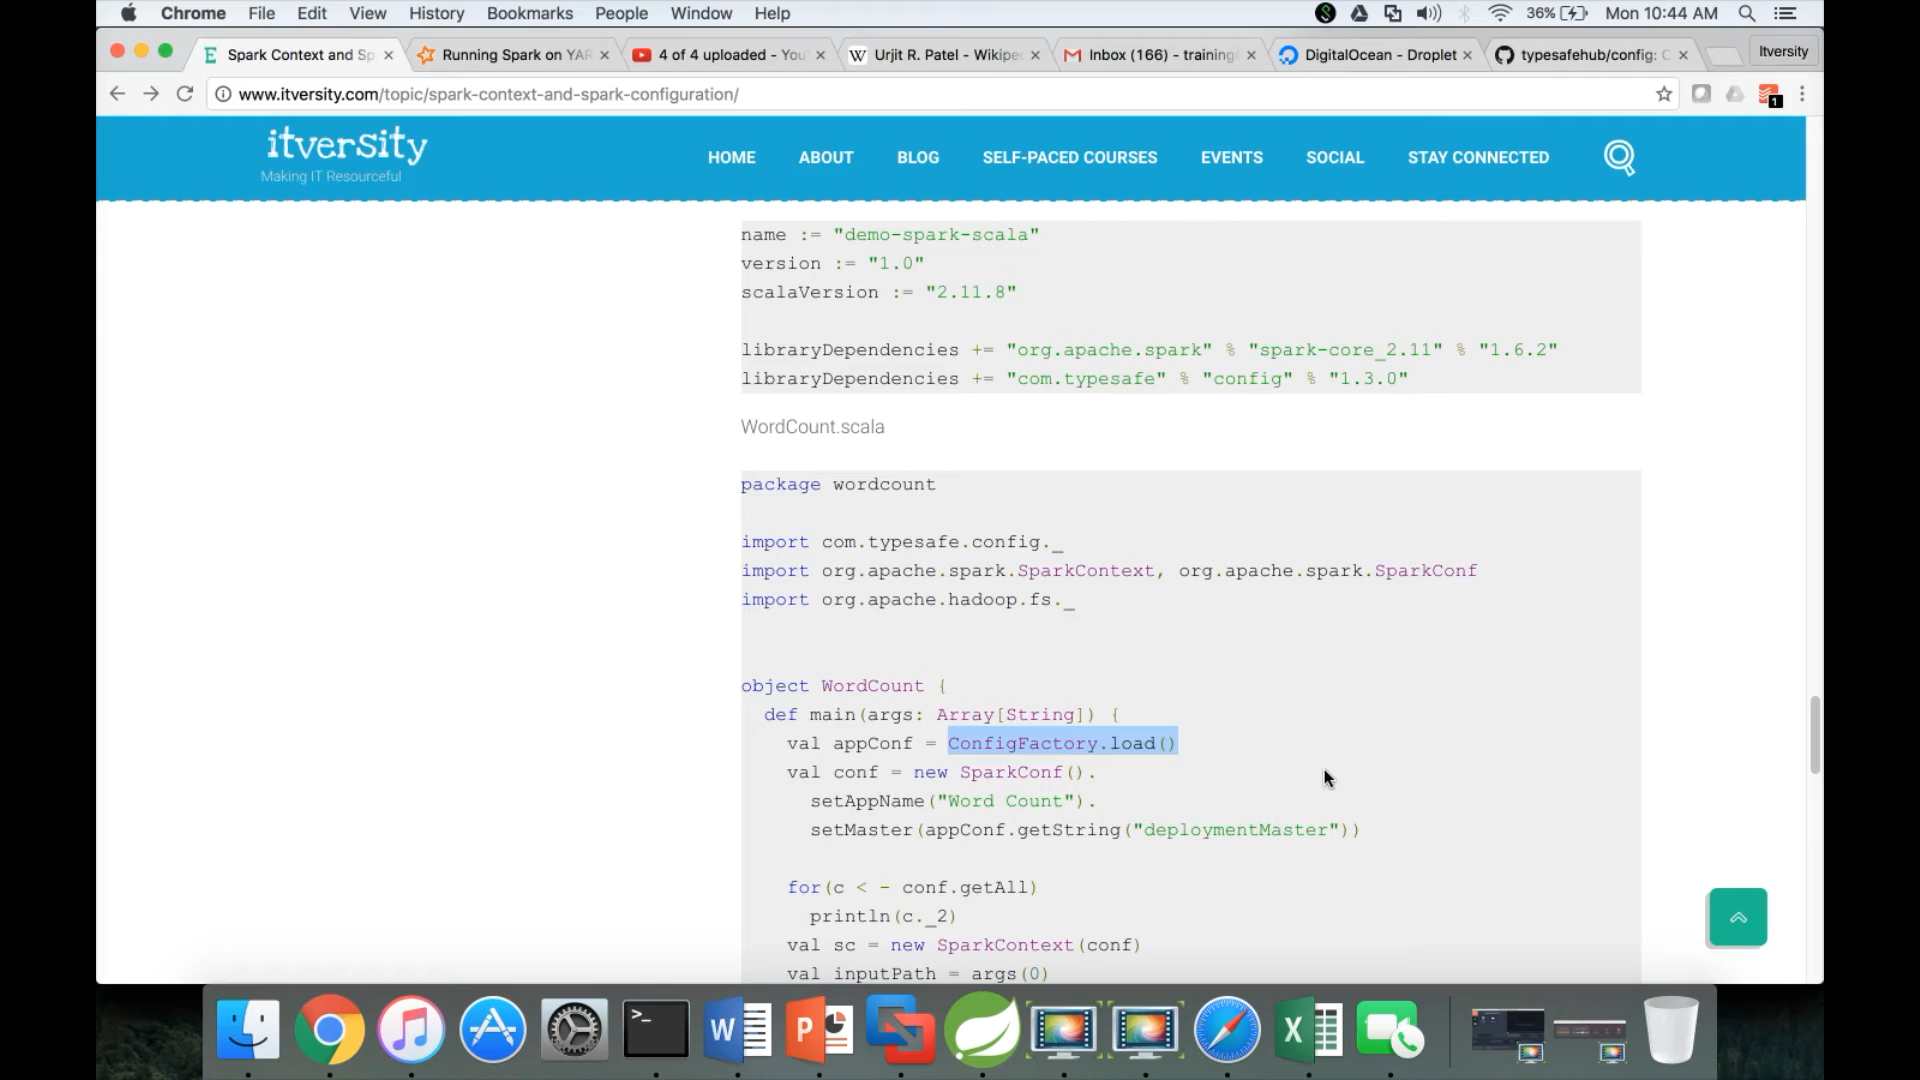 Chrome File Edit View History Bookmarks People Window Help
36% Mon 10:44 AM
Spark Context and Sp
Running Spark on YAR
4 of 4 uploaded - You
Urjit R. Patel - Wikipe
Inbox (166) - training
DigitalOcean - Droplet
typesafehub/config: C
Itversity
www.itversity.com/topic/spark-context-and-spark-configuration/
1
itversity
Making IT Resourceful
HOME ABOUT BLOG SELF-PACED COURSES EVENTS SOCIAL STAY CONNECTED
name := "demo-spark-scala"
version := "1.0"
scalaVersion := "2.11.8"
libraryDependencies += "org.apache.spark" % "spark-core_2.11" % "1.6.2"
libraryDependencies += "com.typesafe" % "config" % "1.3.0"
WordCount.scala
package wordcount
import com.typesafe.config._
import org.apache.spark.SparkContext, org.apache.spark.SparkConf
import org.apache.hadoop.fs._
object WordCount {
def main(args: Array[String]) {
val appConf = ConfigFactory.load()
val conf = new SparkConf().
setAppName("Word Count").
setMaster(appConf.getString("deploymentMaster"))
for(c < - conf.getAll)
println(c._2)
val sc = new SparkContext(conf)
val inputPath = args(0)